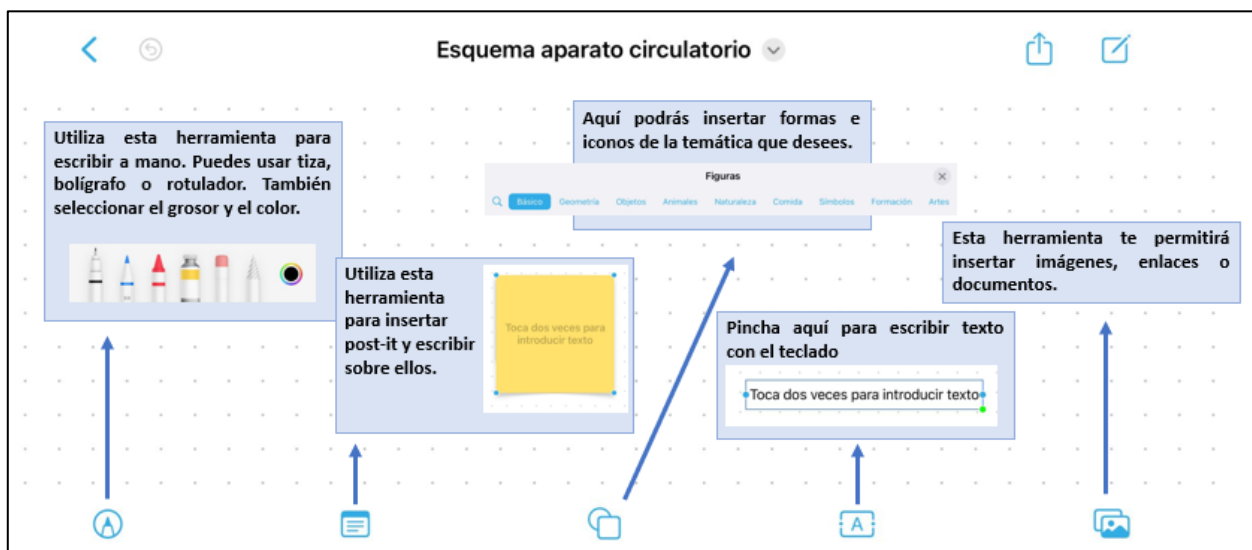 Esquema aparato circulatorio
Utiliza esta herramienta para
escribir a mano. Puedes usar tiza,
bolígrafo o rotulador. También
seleccionar el grosor y el color.
Utiliza esta
herramienta
para insertar
post-it y escribir
sobre ellos.
Toca dos veces para
introducir texto
Aquí podrás insertar formas e
iconos de la temática que desees.
Figuras
Básico Geometría Objetos Animales Naturaleza Comida Símbolos Formación Artes
Pincha aquí para escribir texto
con el teclado
Toca dos veces para introducir texto
Esta herramienta te permitirá
insertar imágenes, enlaces o
documentos.
A